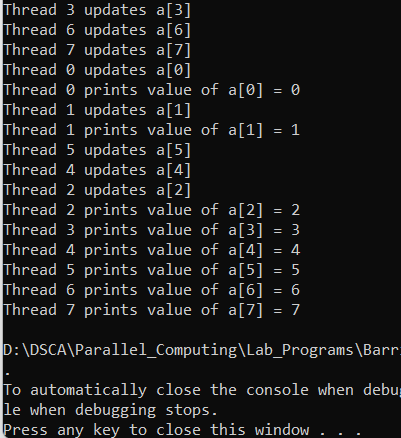 Thread 3 updates a[3]
Thread 6 updates a[6]
Thread 7 updates a[7]
Thread 0 updates a[0]
Thread 0 prints value of a[0] = 0
Thread 1 updates a[1]
Thread 1 prints value of a[1] = 1
Thread 5 updates a[5]
Thread 4 updates a[4]
Thread 2 updates a[2]
Thread 2 prints value of a[2] = 2
Thread 3 prints value of a[3] = 3
Thread 4 prints value of a[4] = 4
Thread 5 prints value of a[5] = 5
Thread 6 prints value of a[6] = 6
Thread 7 prints value of a[7] = 7
D:\DSCA\Parallel_Computing\Lab_Programs\Barr
.
To automatically close the console when debu
le when debugging stops.
Press any key to close this window . . .